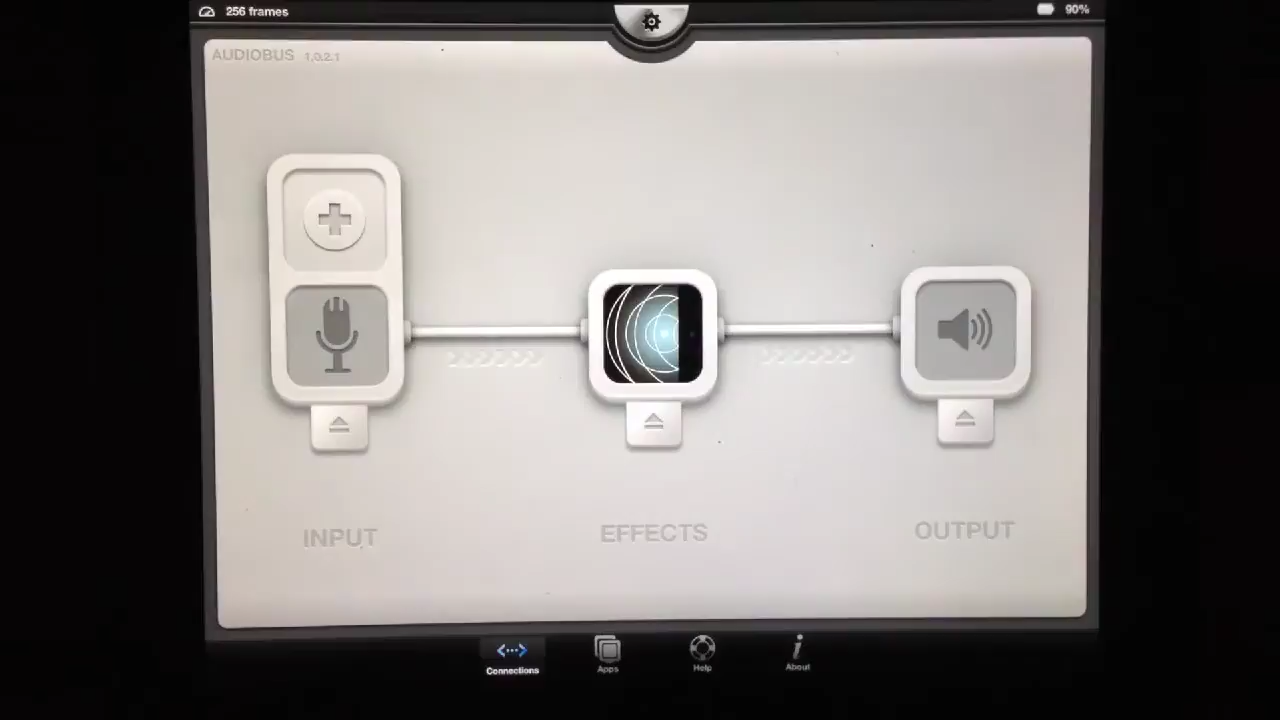 256 frames
90%
AUDIOBUS 1.0.2.1
INPUT
EFFECTS
OUTPUT
Connections
Apps
Help
About